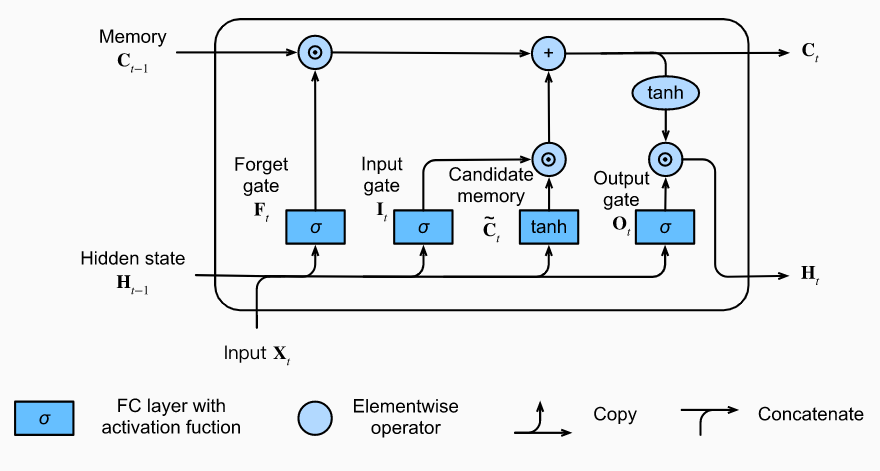 Memory
C_{t−1}
C_t
+
tanh
Forget
gate
F_t
Input
gate
I_t
Candidate
memory
C̃_t
Output
gate
O_t
σ
σ
tanh
σ
Hidden state
H_{t−1}
H_t
Input X_t
σ
FC layer with
activation fuction
Elementwise
operator
Copy
Concatenate